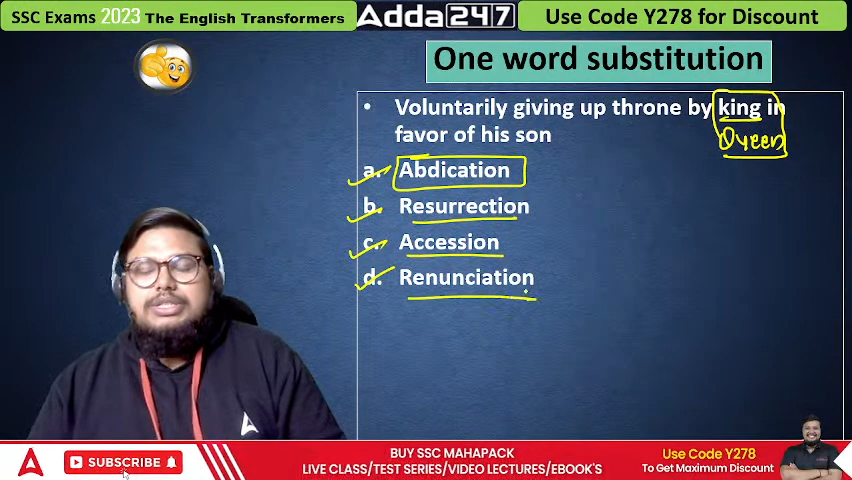 SSC Exams 2023 The English Transformers
Adda247
Use Code Y278 for Discount
One word substitution
• Voluntarily giving up throne by king in
Queen
favor of his son
a. Abdication
b. Resurrection
c. Accession
d. Renunciation
SUBSCRIBE
BUY SSC MAHAPACK
LIVE CLASS/TEST SERIES/VIDEO LECTURES/EBOOK'S
Use Code Y278
To Get Maximum Discount